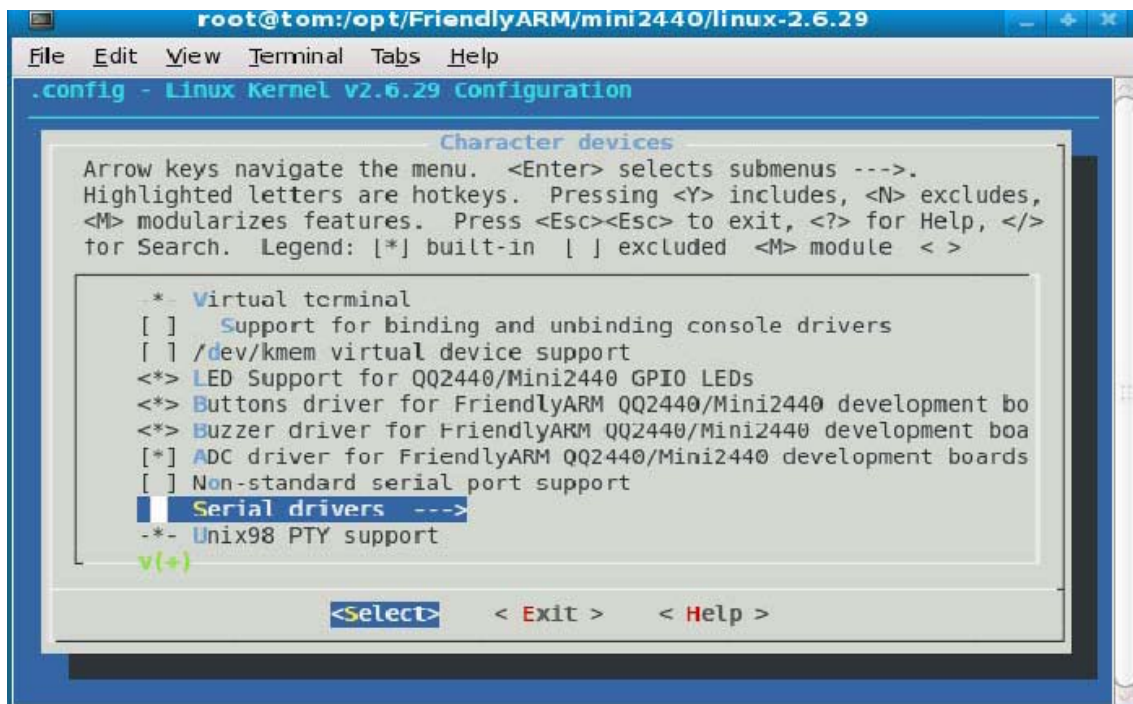 root@tom:/opt/FriendlyARM/mini2440/linux-2.6.29
File Edit View Terminal Tabs Help
.config - Linux Kernel v2.6.29 Configuration
Character devices
Arrow keys navigate the menu. <Enter> selects submenus --->.
Highlighted letters are hotkeys. Pressing <Y> includes, <N> excludes,
<M> modularizes features. Press <Esc><Esc> to exit, <?> for Help, </>
for Search. Legend: [*] built-in [ ] excluded <M> module < >
-*- Virtual terminal
[ ] Support for binding and unbinding console drivers
[ ] /dev/kmem virtual device support
<*> LED Support for QQ2440/Mini2440 GPIO LEDs
<*> Buttons driver for FriendlyARM QQ2440/Mini2440 development bo
<*> Buzzer driver for FriendlyARM QQ2440/Mini2440 development boa
[*] ADC driver for FriendlyARM QQ2440/Mini2440 development boards
[ ] Non-standard serial port support
Serial drivers --->
-*- Unix98 PTY support
v(+)
<Select> < Exit > < Help >